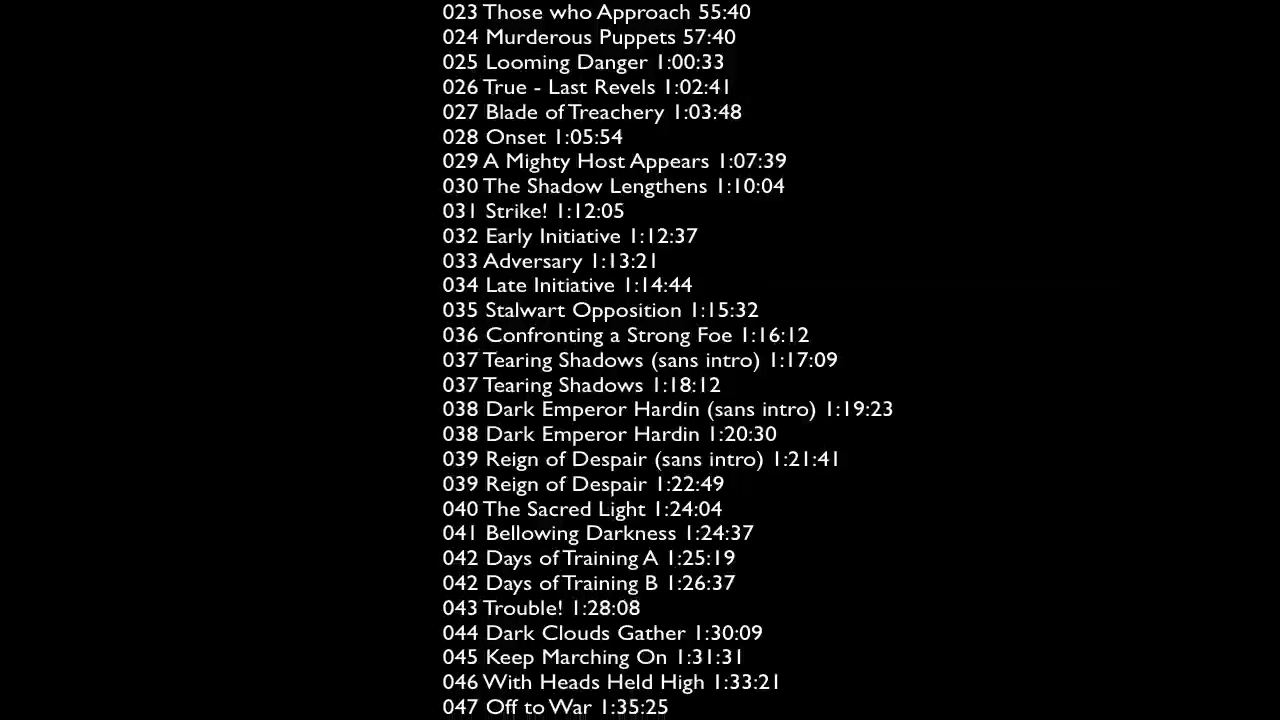 023 Those who Approach 55:40
024 Murderous Puppets 57:40
025 Looming Danger 1:00:33
026 True - Last Revels 1:02:41
027 Blade of Treachery 1:03:48
028 Onset 1:05:54
029 A Mighty Host Appears 1:07:39
030 The Shadow Lengthens 1:10:04
031 Strike! 1:12:05
032 Early Initiative 1:12:37
033 Adversary 1:13:21
034 Late Initiative 1:14:44
035 Stalwart Opposition 1:15:32
036 Confronting a Strong Foe 1:16:12
037 Tearing Shadows (sans intro) 1:17:09
037 Tearing Shadows 1:18:12
038 Dark Emperor Hardin (sans intro) 1:19:23
038 Dark Emperor Hardin 1:20:30
039 Reign of Despair (sans intro) 1:21:41
039 Reign of Despair 1:22:49
040 The Sacred Light 1:24:04
041 Bellowing Darkness 1:24:37
042 Days of Training A 1:25:19
042 Days of Training B 1:26:37
043 Trouble! 1:28:08
044 Dark Clouds Gather 1:30:09
045 Keep Marching On 1:31:31
046 With Heads Held High 1:33:21
047 Off to War 1:35:25